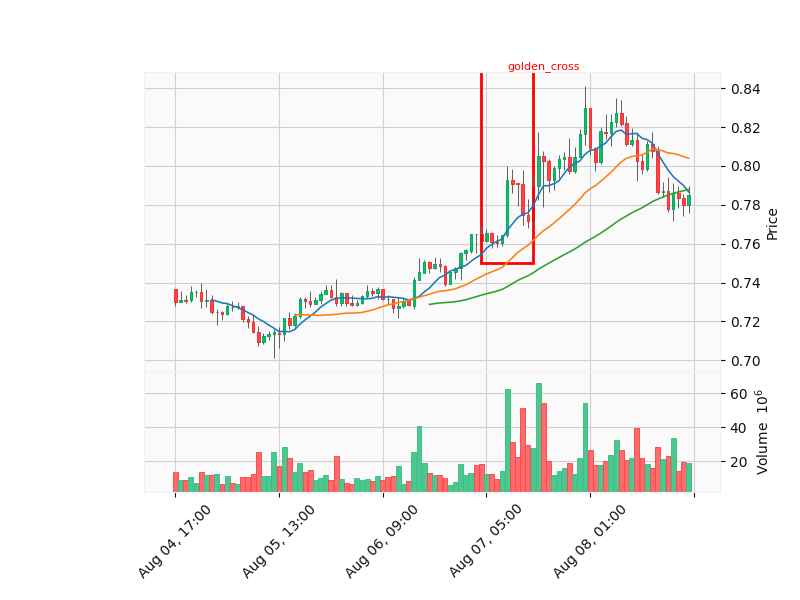 golden_cross
0.84
0.82
0.80
0.78
0.76
0.74
0.72
0.70
Price
60
40
20
Volume 10⁶
Aug 04, 17:00
Aug 05, 13:00
Aug 06, 09:00
Aug 07, 05:00
Aug 08, 01:00